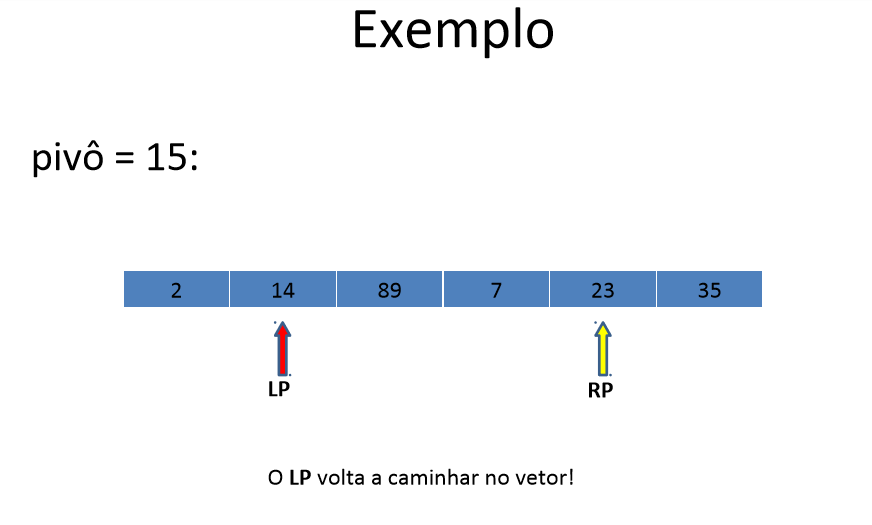 Exemplo
pivô = 15:
2 14 89 7 23 35
LP RP
O LP volta a caminhar no vetor!